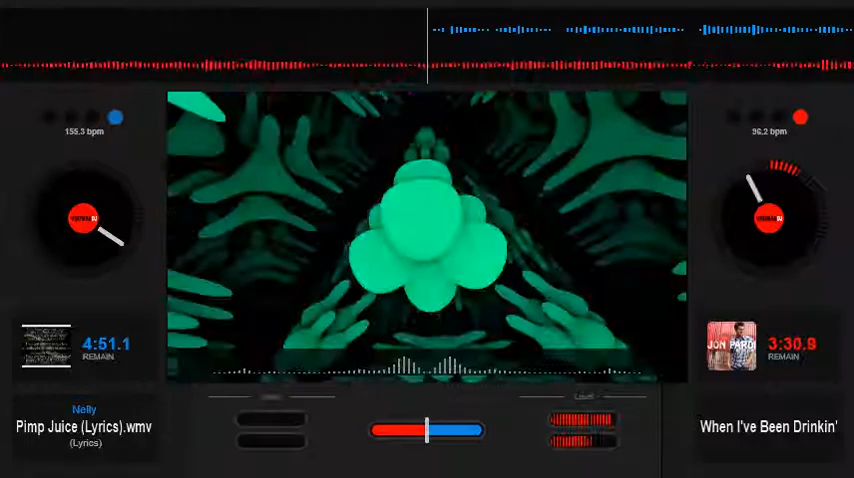 155.3 bpm
96.2 bpm
4:51.1
REMAIN
JON PARDI
3:30.9
REMAIN
Nelly
Pimp Juice (Lyrics).wmv
(Lyrics)
When I've Been Drinkin'